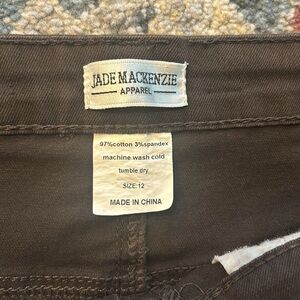 JADE MACKENZIE
APPAREL
97%cotton 3%spandex
machine wash cold
tumble dry
SIZE:12
MADE IN CHINA